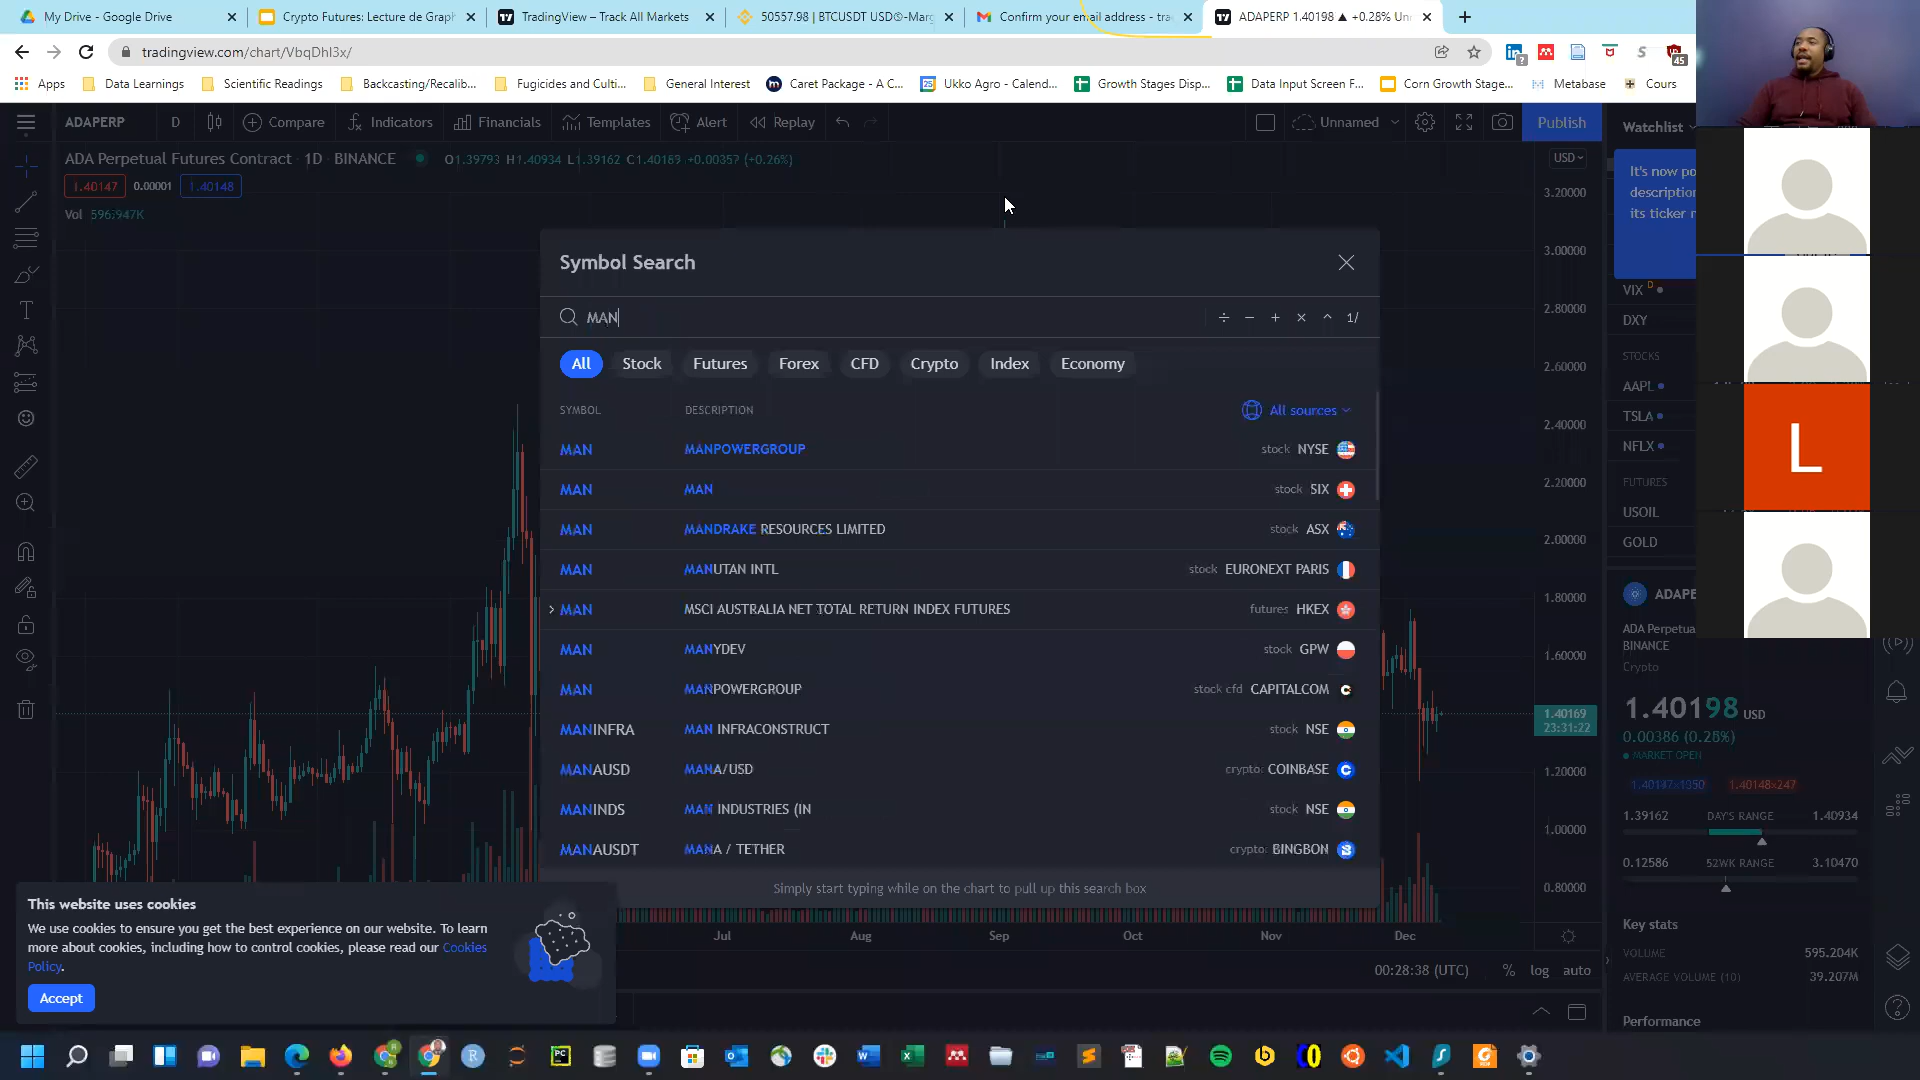 My Drive - Google Drive
Crypto Futures: Lecture de Graph
TradingView – Track All Markets
50557.98 | BTCUSDT USDⓈ-Marg
Confirm your email address - tra
ADAPERP 1.40198 ▲ +0.28% Un
tradingview.com/chart/VbqDhI3x/
45
Apps
Data Learnings
Scientific Readings
Backcasting/Recalib...
Fugicides and Culti...
General Interest
Caret Package - A C...
Ukko Agro - Calend...
Growth Stages Disp...
Data Input Screen F...
Corn Growth Stage...
Metabase
Cours
ADAPERP
D
Compare
Indicators
Financials
Templates
Alert
Replay
Unnamed
Publish
Watchlist
ADA Perpetual Futures Contract · 1D · BINANCE
O1.39793 H1.40934 L1.39162 C1.40189 +0.00357 (+0.26%)
USD
1.40147
0.00001
1.40148
Vol 596.947K
It's now po
description
its ticker n
Symbol Search
MAN
÷ − + × ^ 1/
All
Stock
Futures
Forex
CFD
Crypto
Index
Economy
SYMBOL
DESCRIPTION
All sources
MAN MANPOWERGROUP stock NYSE
MAN MAN stock SIX
MAN MANDRAKE RESOURCES LIMITED stock ASX
MAN MANUTAN INTL stock EURONEXT PARIS
MAN MSCI AUSTRALIA NET TOTAL RETURN INDEX FUTURES futures HKEX
MAN MANYDEV stock GPW
MAN MANPOWERGROUP stock cfd CAPITALCOM
MANINFRA MAN INFRACONSTRUCT stock NSE
MANAUSD MANA/USD crypto COINBASE
MANINDS MAN INDUSTRIES (IN stock NSE
MANAUSDT MANA / TETHER crypto BINGBON
Simply start typing while on the chart to pull up this search box
3.20000
3.00000
2.80000
2.60000
2.40000
2.20000
2.00000
1.80000
1.60000
1.40169
23:31:22
1.20000
1.00000
0.80000
VIX D
DXY
STOCKS
AAPL
TSLA
NFLX
FUTURES
USOIL
GOLD
L
ADAPE
ADA Perpetua
BINANCE
Crypto
1.40198 USD
0.00386 (0.28%)
MARKET OPEN
1.40147×1350
1.40148×247
1.39162 DAY'S RANGE 1.40934
0.12586 52WK RANGE 3.10470
Key stats
VOLUME 595.204K
AVERAGE VOLUME (10) 39.207M
Performance
This website uses cookies
We use cookies to ensure you get the best experience on our website. To learn
more about cookies, including how to control cookies, please read our Cookies
Policy.
Accept
Jul
Aug
Sep
Oct
Nov
Dec
00:28:38 (UTC)
%
log
auto